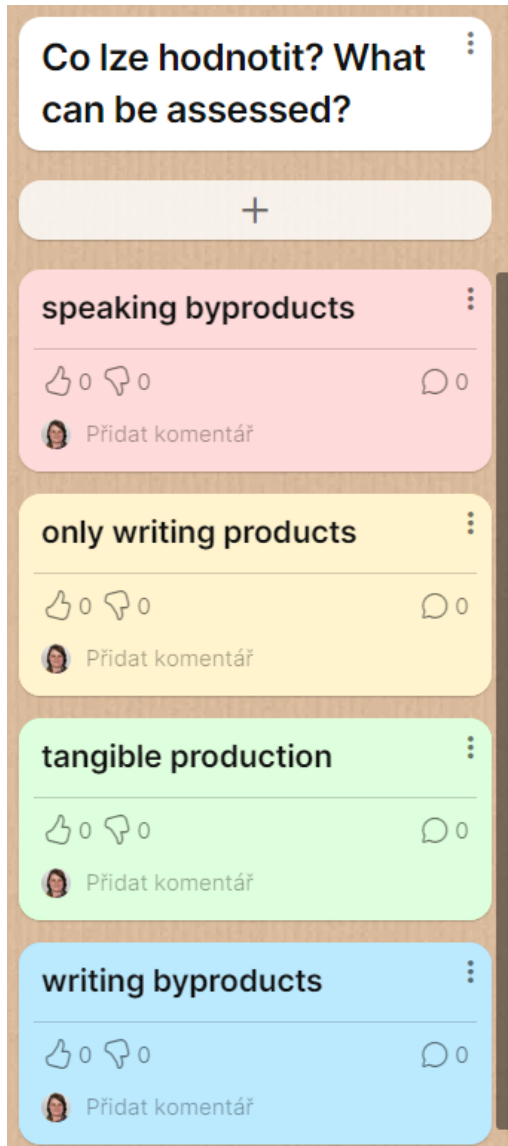 Co lze hodnotit? What
can be assessed?
+
speaking byproducts
0 0 0
Přidat komentář
only writing products
0 0 0
Přidat komentář
tangible production
0 0 0
Přidat komentář
writing byproducts
0 0 0
Přidat komentář